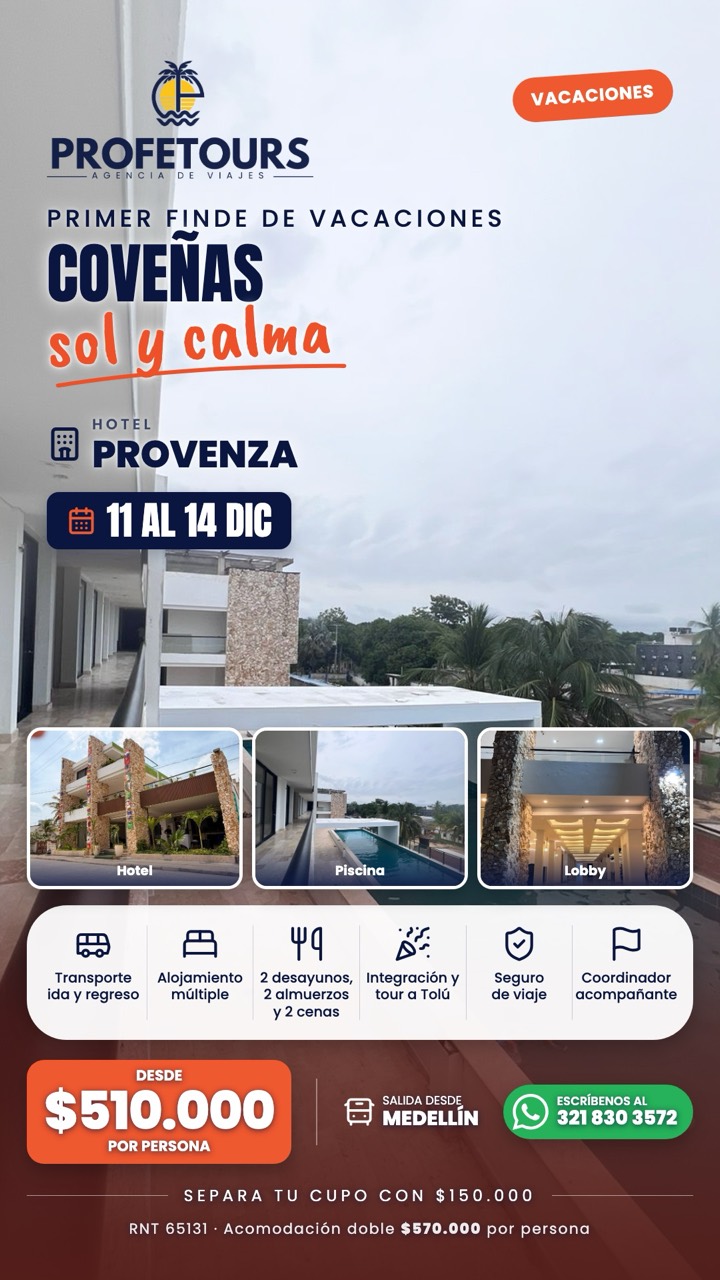 VACACIONES
PROFETOURS
AGENCIA DE VIAJES
PRIMER FINDE DE VACACIONES
COVEÑAS
sol y calma
HOTEL
PROVENZA
11 AL 14 DIC
Hotel
Piscina
Lobby
Transporte
ida y regreso
Alojamiento
múltiple
2 desayunos,
2 almuerzos
y 2 cenas
Integración y
tour a Tolú
Seguro
de viaje
Coordinador
acompañante
DESDE
$510.000
POR PERSONA
SALIDA DESDE
MEDELLÍN
ESCRÍBENOS AL
321 830 3572
SEPARA TU CUPO CON $150.000
RNT 65131 · Acomodación doble $570.000 por persona